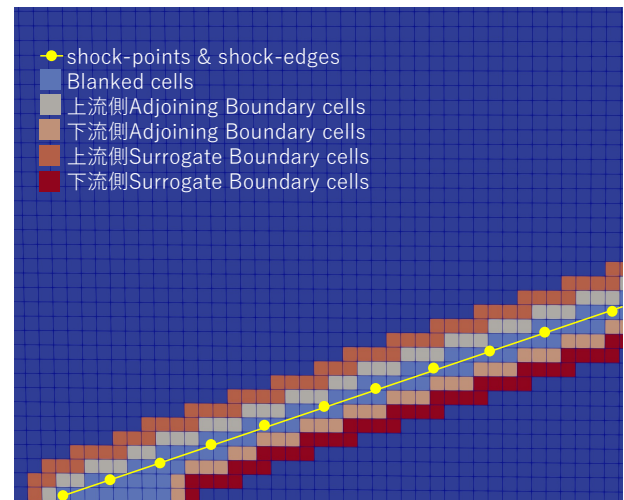 shock-points & shock-edges
Blanked cells
上流側Adjoining Boundary cells
下流側Adjoining Boundary cells
上流側Surrogate Boundary cells
下流側Surrogate Boundary cells